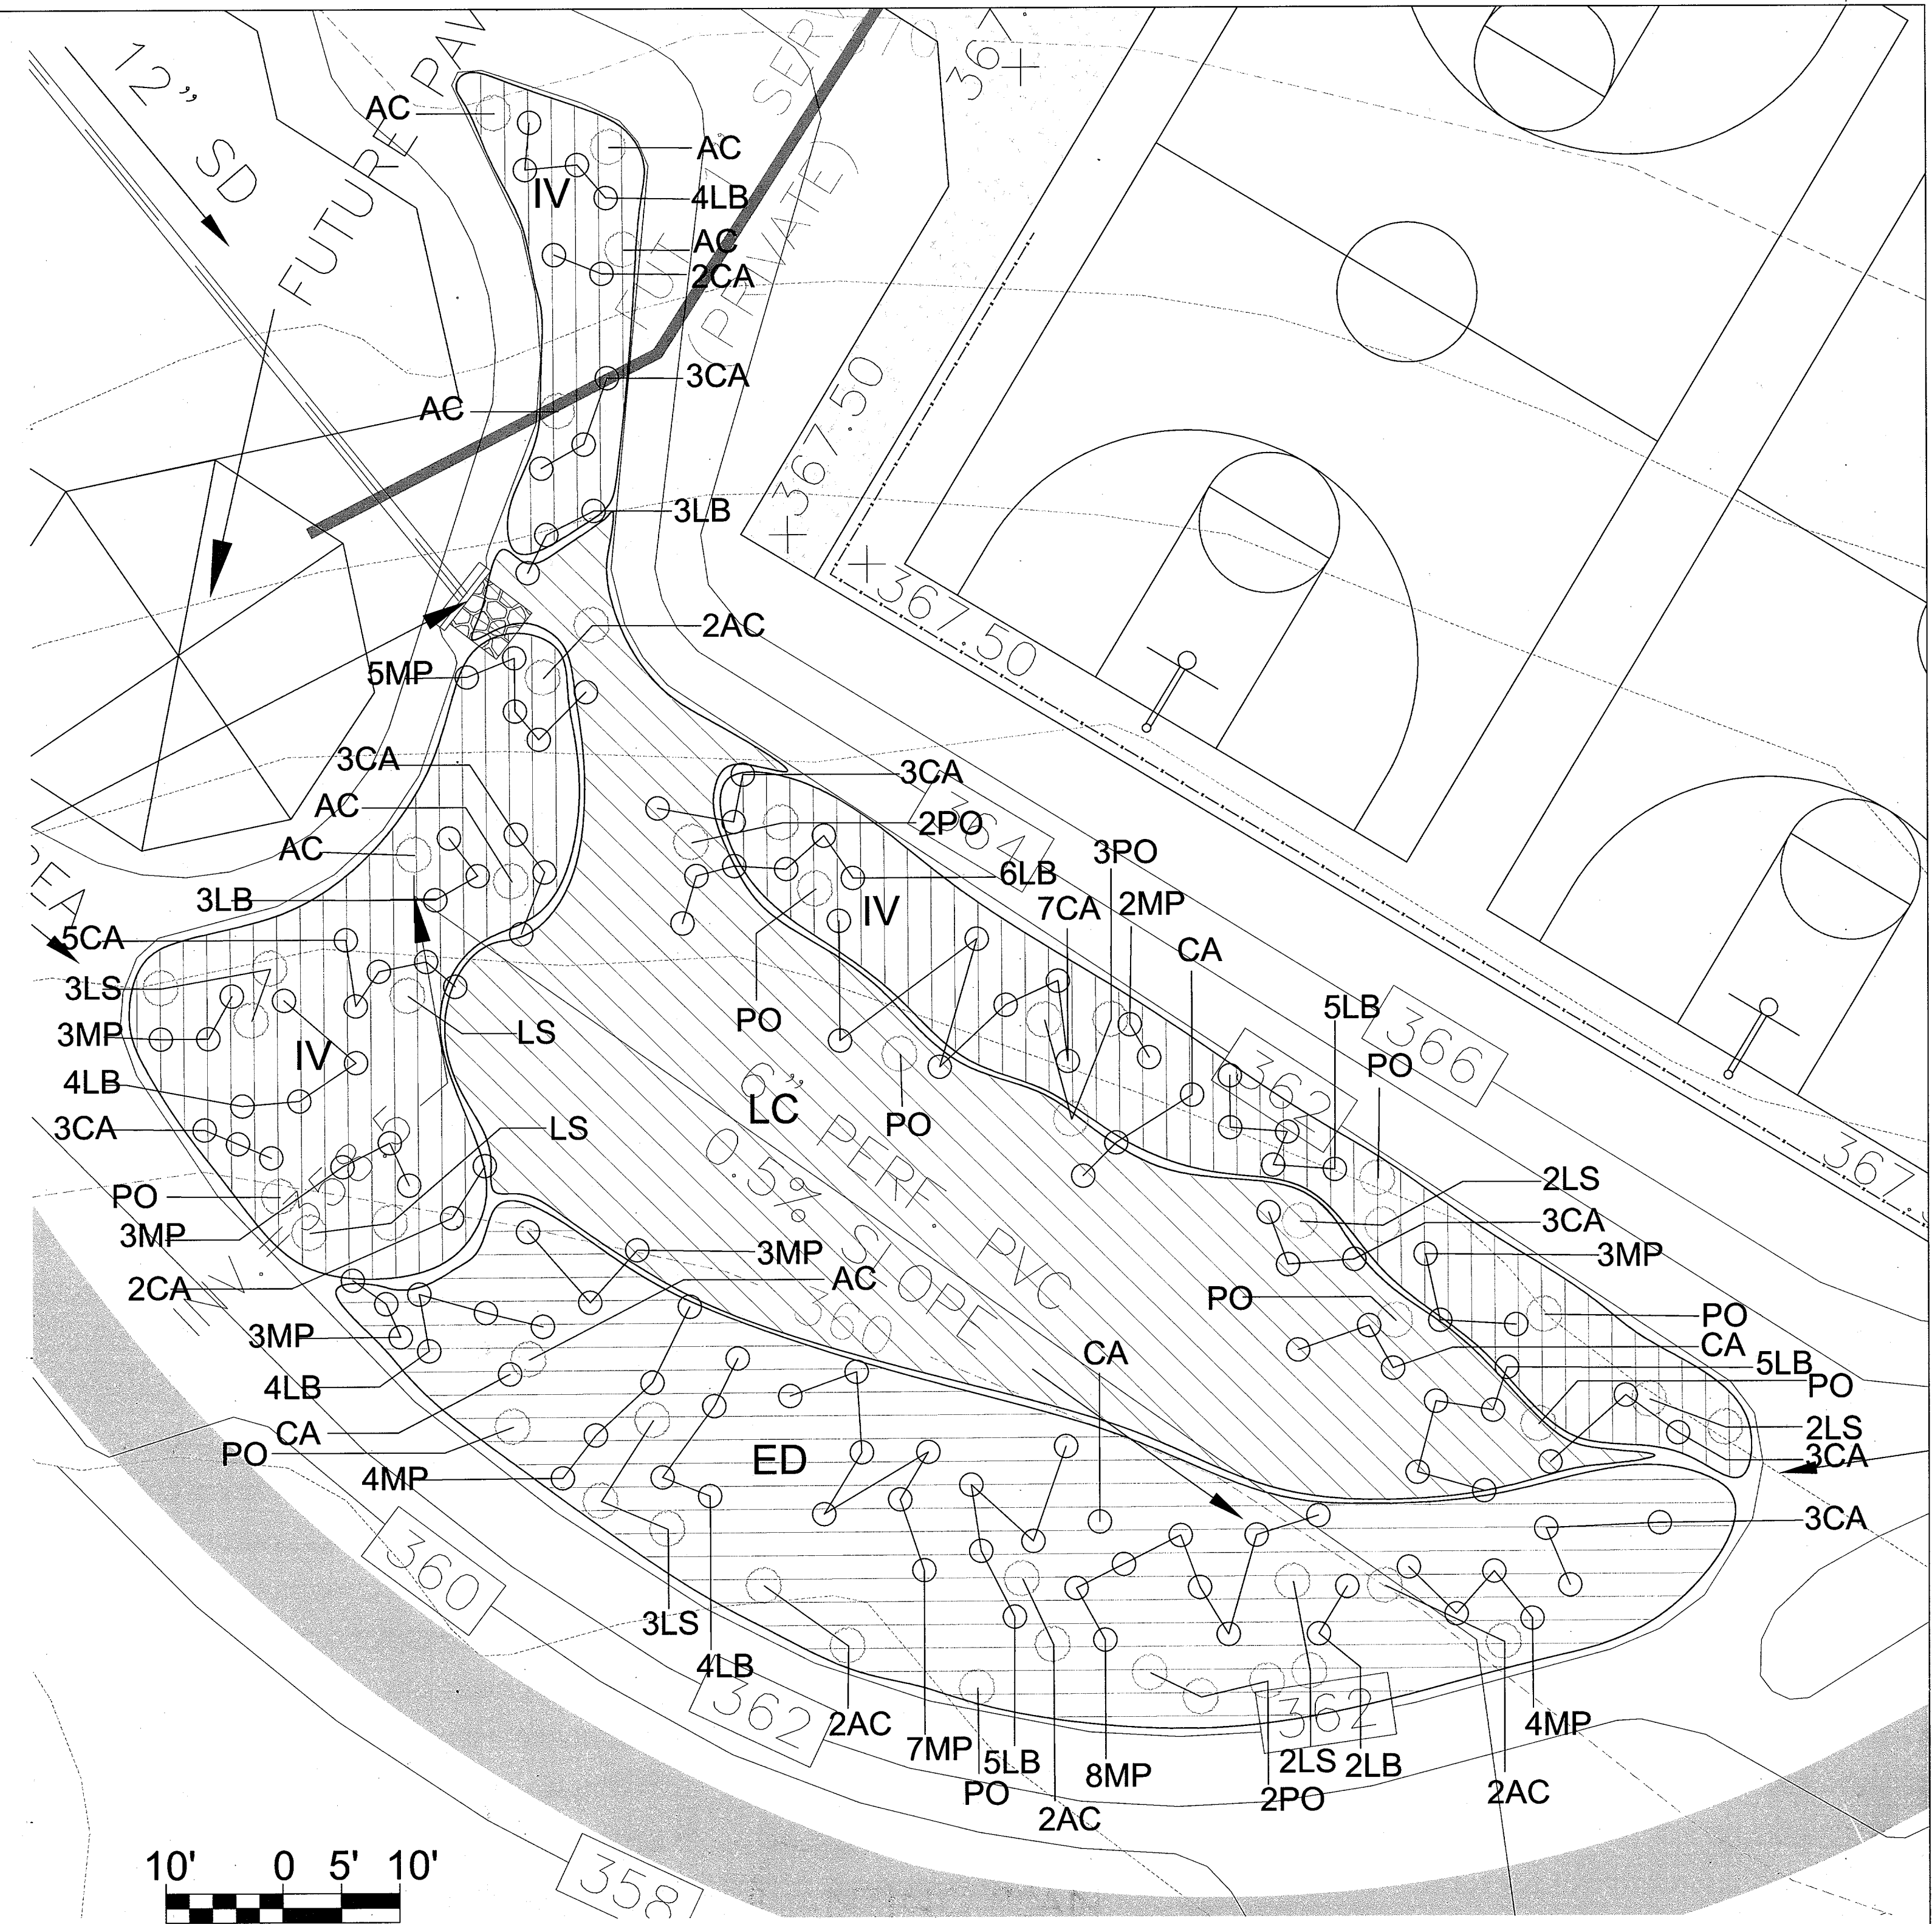 12" SD
FUTURE PAV
SER
367
AC
AC
IV
4LB
AC
2CA
FUT
(PRIVATE)
3CA
AC
367.50
3LB
367.50
2AC
5MP
3CA
3CA
AC
2PO
364
3PO
AC
6LB
3LB
IV
7CA
2MP
5CA
CA
3LS
PO
5LB
366
3MP
LS
IV
362
PO
4LB
6"
LC
PO
3CA
LS
PERF. PVC
0.5% SLOPE
367.
PO
2LS
3MP
3CA
3MP
3MP
2CA
AC
PO
PO
360
3MP
CA
CA
5LB
4LB
PO
CA
2LS
PO
ED
3CA
4MP
3CA
360
3LS
4LB
362
2AC
362
4MP
7MP
5LB
2LS
2LB
8MP
PO
2PO
2AC
2AC
10'
0
5'
10'
358